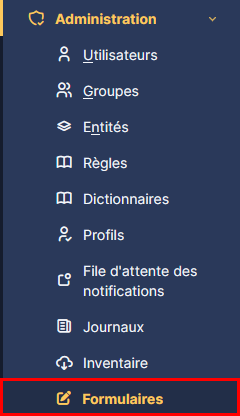 Administration
Utilisateurs
Groupes
Entités
Règles
Dictionnaires
Profils
File d'attente des
notifications
Journaux
Inventaire
Formulaires